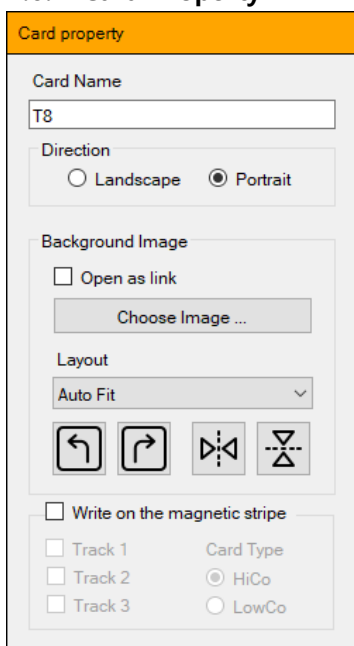 Card property
Card Name
T8
Direction
Landscape Portrait
Background Image
Open as link
Choose Image ...
Layout
Auto Fit
Write on the magnetic stripe
Track 1 Card Type
Track 2 HiCo
Track 3 LowCo